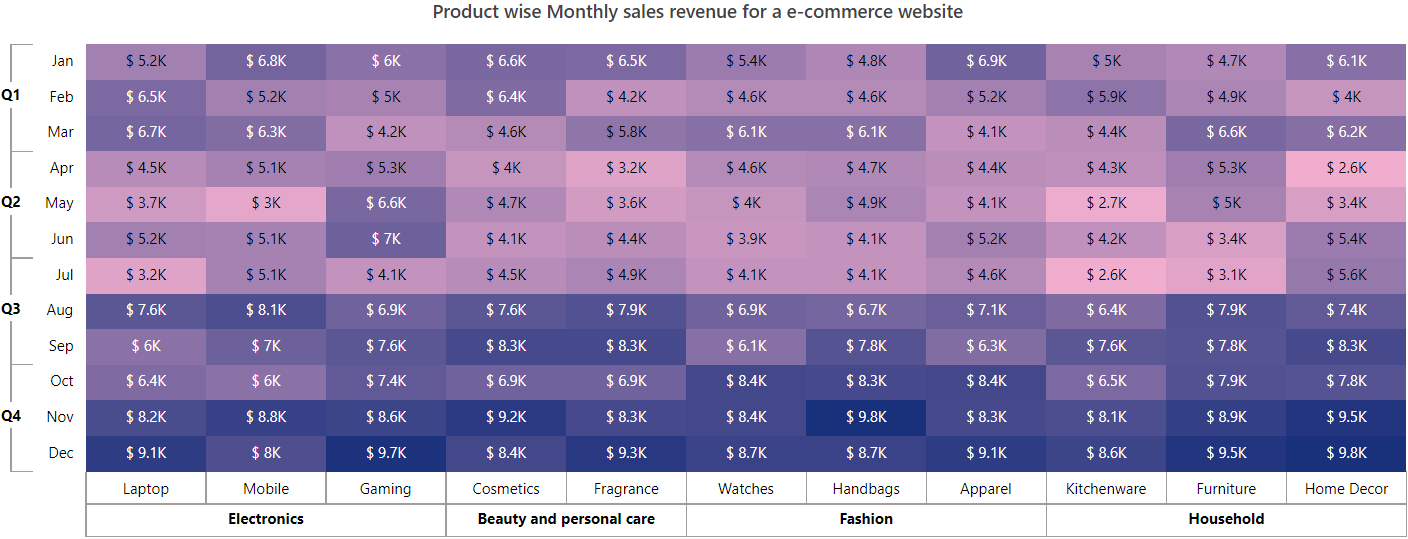 Product wise Monthly sales revenue for a e-commerce website
Jan $ 5.2K $ 6.8K $ 6K $ 6.6K $ 6.5K $ 5.4K $ 4.8K $ 6.9K $ 5K $ 4.7K $ 6.1K
Q1 Feb $ 6.5K $ 5.2K $ 5K $ 6.4K $ 4.2K $ 4.6K $ 4.6K $ 5.2K $ 5.9K $ 4.9K $ 4K
Mar $ 6.7K $ 6.3K $ 4.2K $ 4.6K $ 5.8K $ 6.1K $ 6.1K $ 4.1K $ 4.4K $ 6.6K $ 6.2K
Apr $ 4.5K $ 5.1K $ 5.3K $ 4K $ 3.2K $ 4.6K $ 4.7K $ 4.4K $ 4.3K $ 5.3K $ 2.6K
Q2 May $ 3.7K $ 3K $ 6.6K $ 4.7K $ 3.6K $ 4K $ 4.9K $ 4.1K $ 2.7K $ 5K $ 3.4K
Jun $ 5.2K $ 5.1K $ 7K $ 4.1K $ 4.4K $ 3.9K $ 4.1K $ 5.2K $ 4.2K $ 3.4K $ 5.4K
Jul $ 3.2K $ 5.1K $ 4.1K $ 4.5K $ 4.9K $ 4.1K $ 4.1K $ 4.6K $ 2.6K $ 3.1K $ 5.6K
Q3 Aug $ 7.6K $ 8.1K $ 6.9K $ 7.6K $ 7.9K $ 6.9K $ 6.7K $ 7.1K $ 6.4K $ 7.9K $ 7.4K
Sep $ 6K $ 7K $ 7.6K $ 8.3K $ 8.3K $ 6.1K $ 7.8K $ 6.3K $ 7.6K $ 7.8K $ 8.3K
Oct $ 6.4K $ 6K $ 7.4K $ 6.9K $ 6.9K $ 8.4K $ 8.3K $ 8.4K $ 6.5K $ 7.9K $ 7.8K
Q4 Nov $ 8.2K $ 8.8K $ 8.6K $ 9.2K $ 8.3K $ 8.4K $ 9.8K $ 8.3K $ 8.1K $ 8.9K $ 9.5K
Dec $ 9.1K $ 8K $ 9.7K $ 8.4K $ 9.3K $ 8.7K $ 8.7K $ 9.1K $ 8.6K $ 9.5K $ 9.8K
Laptop Mobile Gaming Cosmetics Fragrance Watches Handbags Apparel Kitchenware Furniture Home Decor
Electronics Beauty and personal care Fashion Household